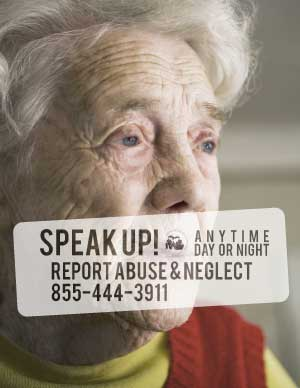 SPEAK UP! ANYTIME
DAY OR NIGHT
REPORT ABUSE & NEGLECT
855-444-3911